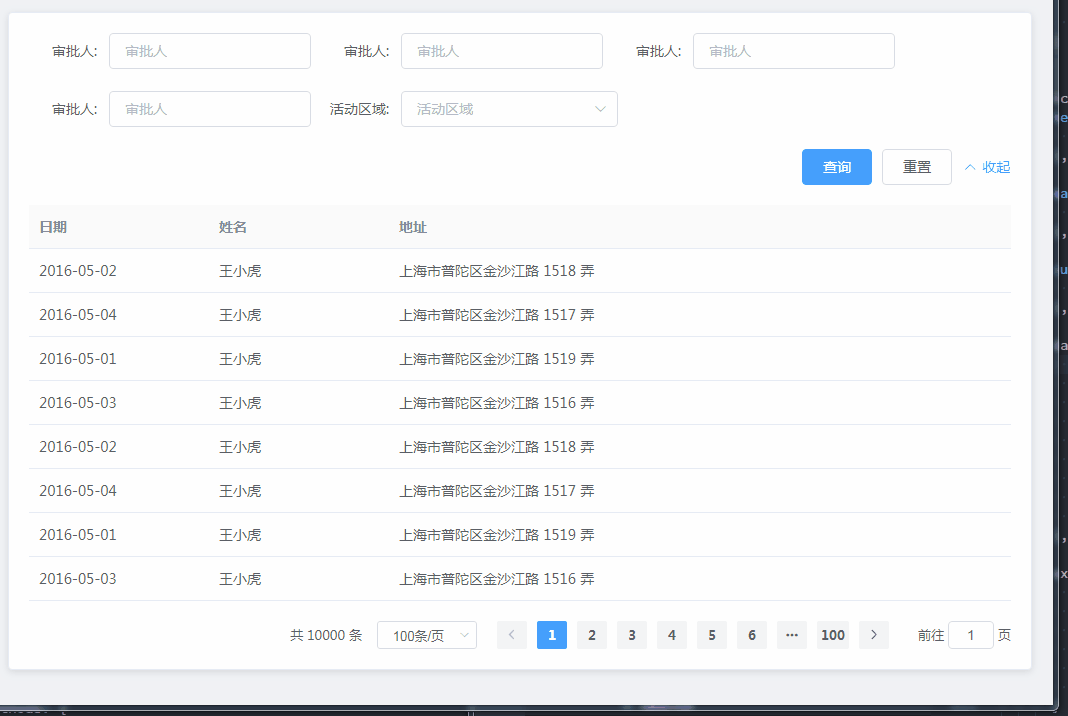 审批人: 审批人 审批人: 审批人 审批人: 审批人
审批人: 审批人 活动区域: 活动区域
查询 重置 收起
日期 姓名 地址
2016-05-02 王小虎 上海市普陀区金沙江路 1518 弄
2016-05-04 王小虎 上海市普陀区金沙江路 1517 弄
2016-05-01 王小虎 上海市普陀区金沙江路 1519 弄
2016-05-03 王小虎 上海市普陀区金沙江路 1516 弄
2016-05-02 王小虎 上海市普陀区金沙江路 1518 弄
2016-05-04 王小虎 上海市普陀区金沙江路 1517 弄
2016-05-01 王小虎 上海市普陀区金沙江路 1519 弄
2016-05-03 王小虎 上海市普陀区金沙江路 1516 弄
共 10000 条 100条/页 < 1 2 3 4 5 6 ··· 100 > 前往 1 页